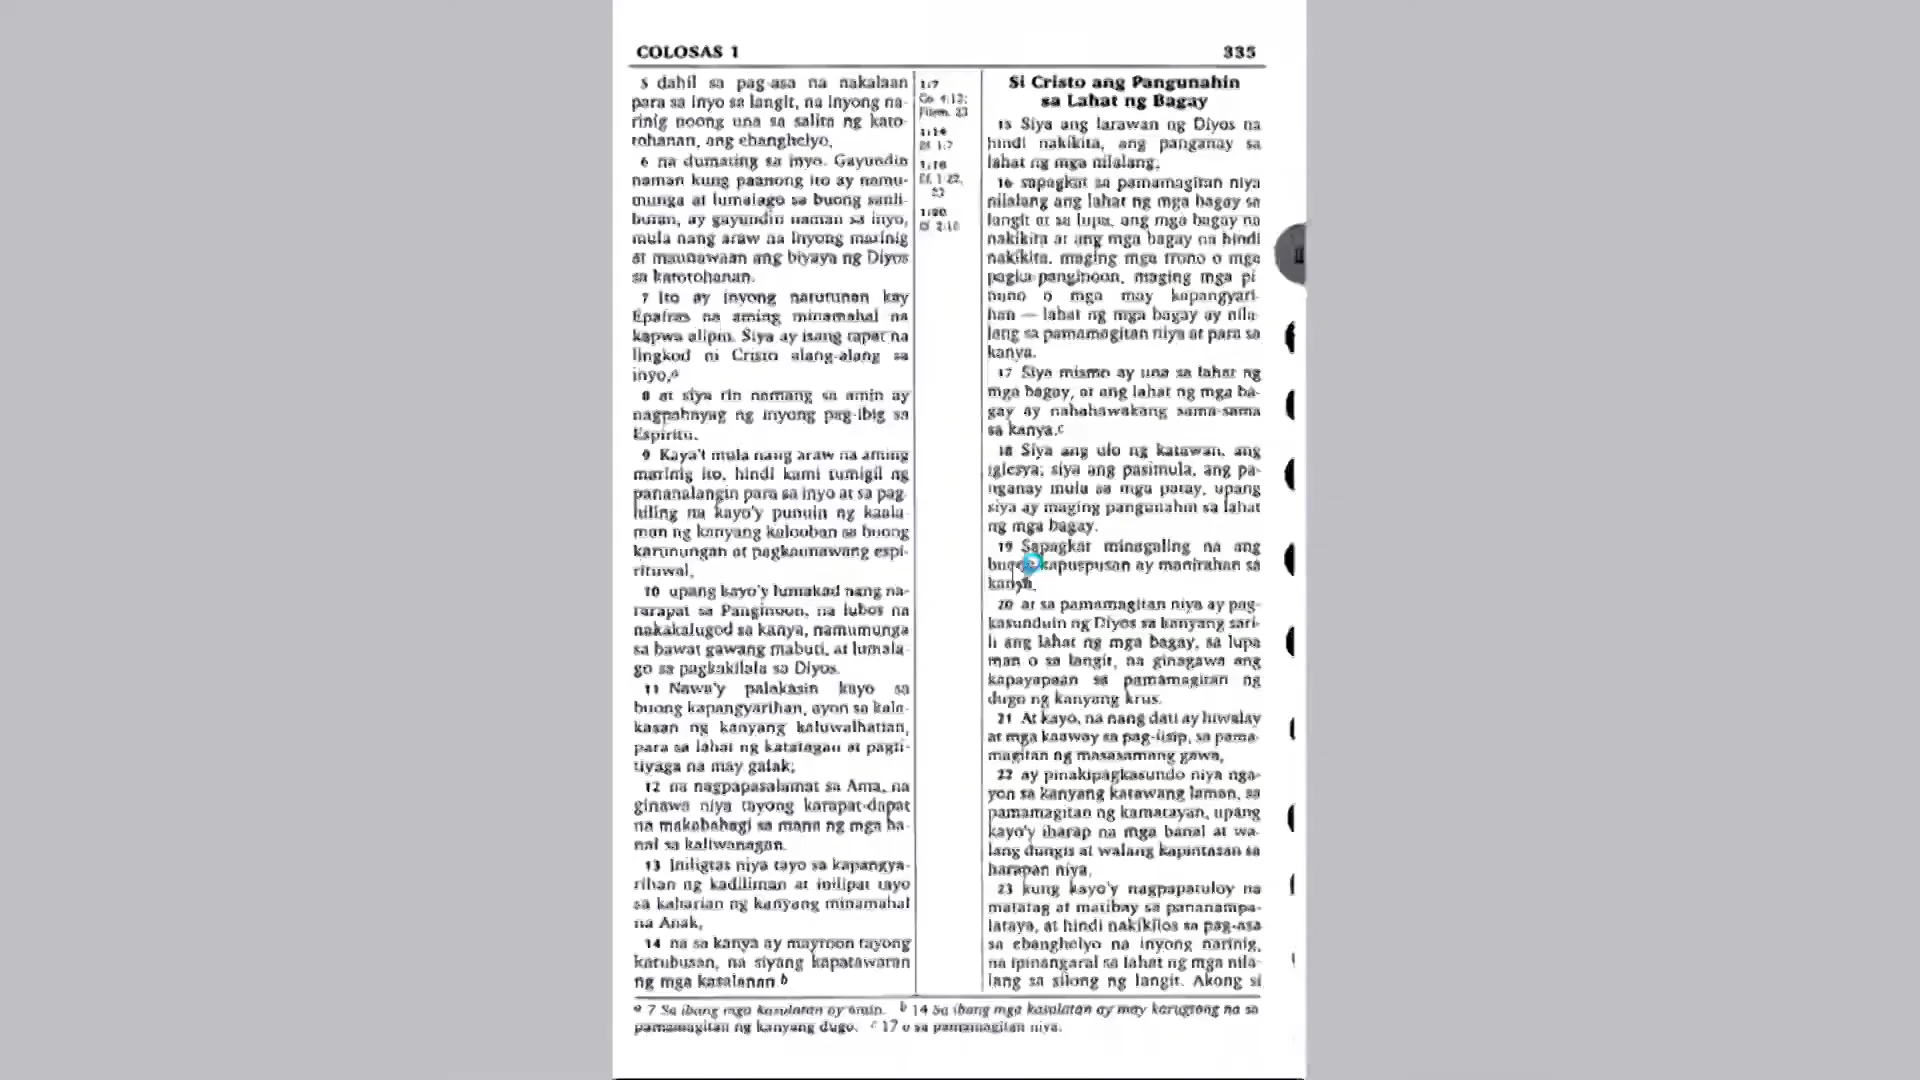 COLOSAS 1
335
5 dahil sa pag-asa na nakalaan
para sa inyo sa langit, na inyong na-
rinig noong una sa salita ng kato-
tohanan, ang ebanghelyo,
6 na dumating sa inyo. Gayundin
naman kung paanong ito ay namu-
munga at lumalago sa buong sanli-
butan, ay gayundin naman sa inyo,
mula nang araw na inyong marinig
at maunawaan ang biyaya ng Diyos
sa katotohanan.
7 Ito ay inyong natutunan kay
Epafras na aming minamahal na
kapwa alipin. Siya ay isang tapat na
lingkod ni Cristo alang-alang sa
inyo,a
8 at siya rin namang sa amin ay
nagpahayag ng inyong pag-ibig sa
Espiritu.
9 Kaya't mula nang araw na aming
marinig ito, hindi kami tumigil ng
pananalangin para sa inyo at sa pag-
hiling na kayo'y punuin ng kaala-
man ng kanyang kalooban sa buong
karunungan at pagkaunawang espi-
rituwal,
10 upang kayo'y lumakad nang na-
rarapat sa Panginoon, na lubos na
nakakalugod sa kanya, namumunga
sa bawat gawang mabuti, at lumala-
go sa pagkakilala sa Diyos.
11 Nawa'y palakasin kayo sa
buong kapangyarihan, ayon sa kala-
kasan ng kanyang kaluwalhatian,
para sa lahat ng katatagan at pagti-
tiyaga na may galak;
12 na nagpapasalamat sa Ama, na
ginawa niya tayong karapat-dapat
na makabahagi sa mana ng mga ba-
nal sa kaliwanagan.
13 Iniligtas niya tayo sa kapangya-
rihan ng kadiliman at inilipat tayo
sa kaharian ng kanyang minamahal
na Anak,
14 na sa kanya ay mayroon tayong
katubusan, na siyang kapatawaran
ng mga kasalanan b
1:7
Co 4:12;
Filem. 23
1:14
Ef 1:7
1:18
Ef. 1:22,
23
1:20
Ef 2:16
Si Cristo ang Pangunahin
sa Lahat ng Bagay
15 Siya ang larawan ng Diyos na
hindi nakikita, ang panganay sa
lahat ng mga nilalang;
16 sapagkat sa pamamagitan niya
nilalang ang lahat ng mga bagay sa
langit at sa lupa, ang mga bagay na
nakikita at ang mga bagay na hindi
nakikita, maging mga trono o mga
pagka panginoon, maging mga pi
nuno o mga may kapangyari-
han — lahat ng mga bagay ay nila-
lang sa pamamagitan niya at para sa
kanya.
17 Siya mismo ay una sa lahat ng
mga bagay, at ang lahat ng mga ba-
gay ay nahahawakang sama-sama
sa kanya.c
18 Siya ang ulo ng katawan, ang
iglesya; siya ang pasimula, ang pa-
nganay mula sa mga patay, upang
siya ay maging pangunahin sa lahat
ng mga bagay.
19 Sapagkat minagaling na ang
buong kapuspusan ay manirahan sa
kanya,
20 at sa pamamagitan niya ay pag-
kasunduin ng Diyos sa kanyang sari-
li ang lahat ng mga bagay, sa lupa
man o sa langit, na ginagawa ang
kapayapaan sa pamamagitan ng
dugo ng kanyang krus.
21 At kayo, na nang dati ay hiwalay
at mga kaaway sa pag-iisip, sa pama-
magitan ng masasamang gawa,
22 ay pinakipagkasundo niya nga-
yon sa kanyang katawang laman, sa
pamamagitan ng kamatayan, upang
kayo'y iharap na mga banal at wa-
lang dungis at walang kapintasan sa
harapan niya,
23 kung kayo'y nagpapatuloy na
matatag at matibay sa pananampa-
lataya, at hindi nakikilos sa pag-asa
sa ebanghelyo na inyong narinig,
na ipinangaral sa lahat ng mga nila-
lang sa silong ng langit. Akong si
a 7 Sa ibang mga kasulatan ay amin. b 14 Sa ibang mga kasulatan ay may karugtong na sa
pamamagitan ng kanyang dugo. c 17 o sa pamamagitan niya.